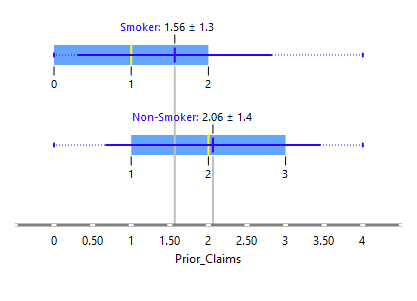 Smoker: 1.56 ± 1.3
0 1 2
Non-Smoker: 2.06 ± 1.4
1 2 3
0 0.50 1 1.50 2 2.50 3 3.50 4
Prior_Claims